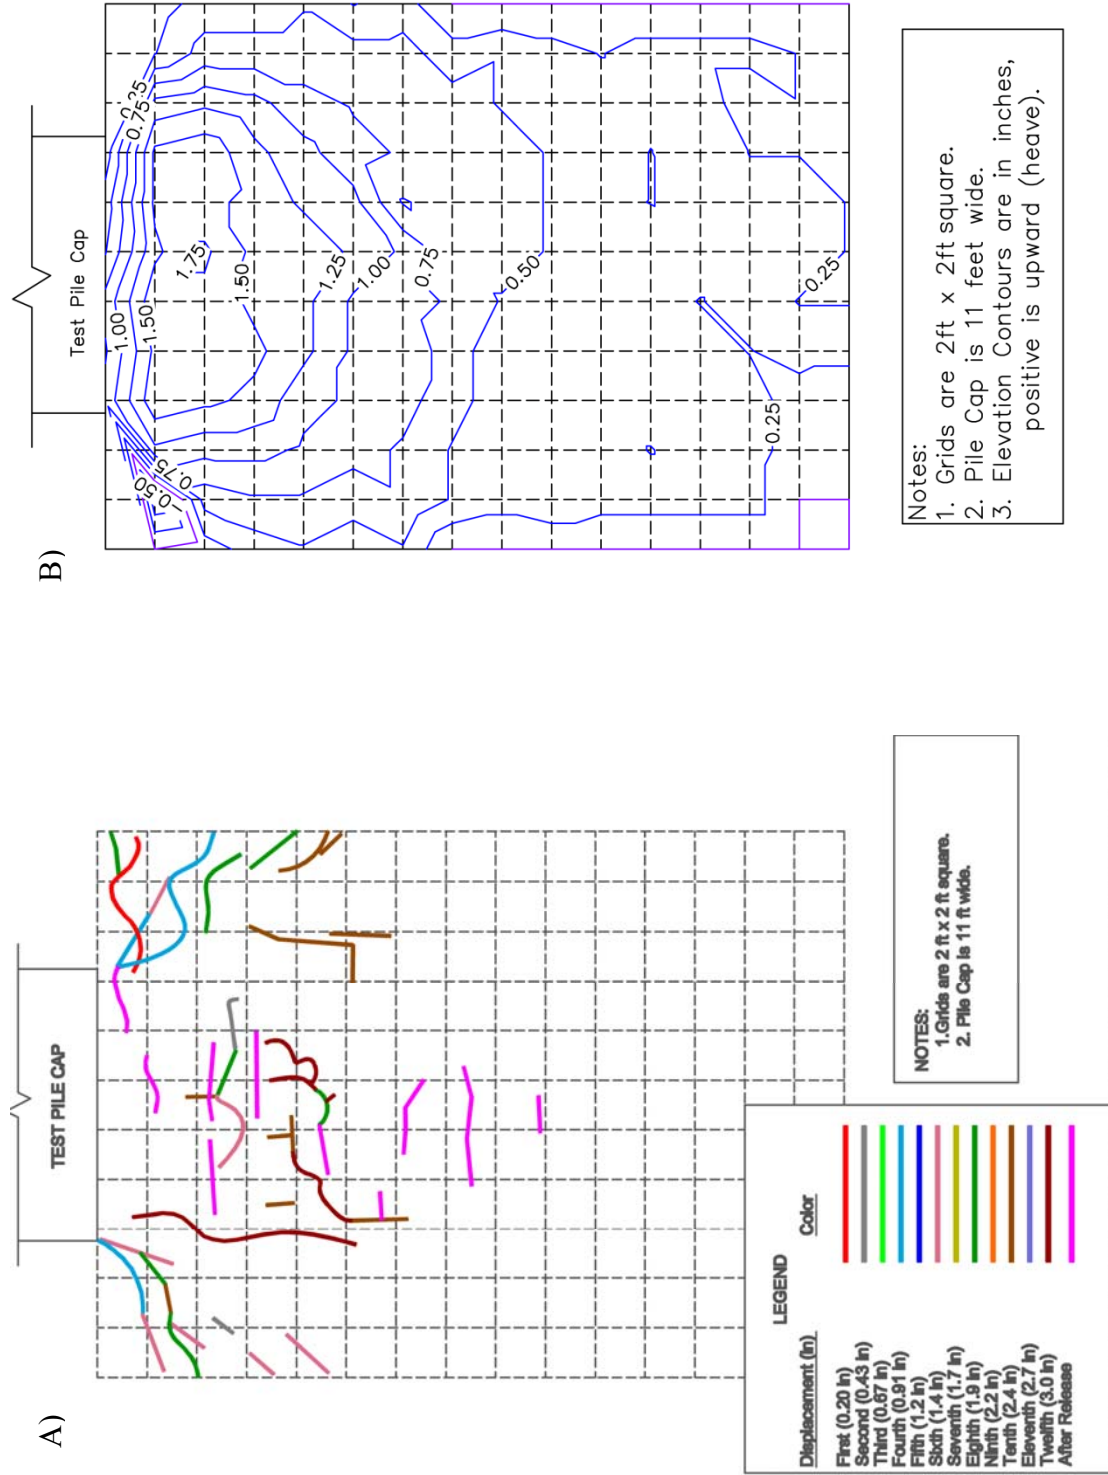 A)
TEST PILE CAP
NOTES:
1.Grids are 2 ft x 2 ft square.
2. Pile Cap is 11 ft wide.
LEGEND
Displacement (in) Color
First (0.20 in)
Second (0.43 in)
Third (0.67 in)
Fourth (0.91 in)
Fifth (1.2 in)
Sixth (1.4 in)
Seventh (1.7 in)
Eighth (1.9 in)
Ninth (2.2 in)
Tenth (2.4 in)
Eleventh (2.7 in)
Twelfth (3.0 in)
After Release
B)
Test Pile Cap
0.25
0.75
1.00
1.50
1.75
1.50
1.25
1.00
0.75
0.50
0.75
-0.50
0.25
0.25
Notes:
1. Grids are 2ft x 2ft square.
2. Pile Cap is 11 feet wide.
3. Elevation Contours are in inches,
positive is upward (heave).